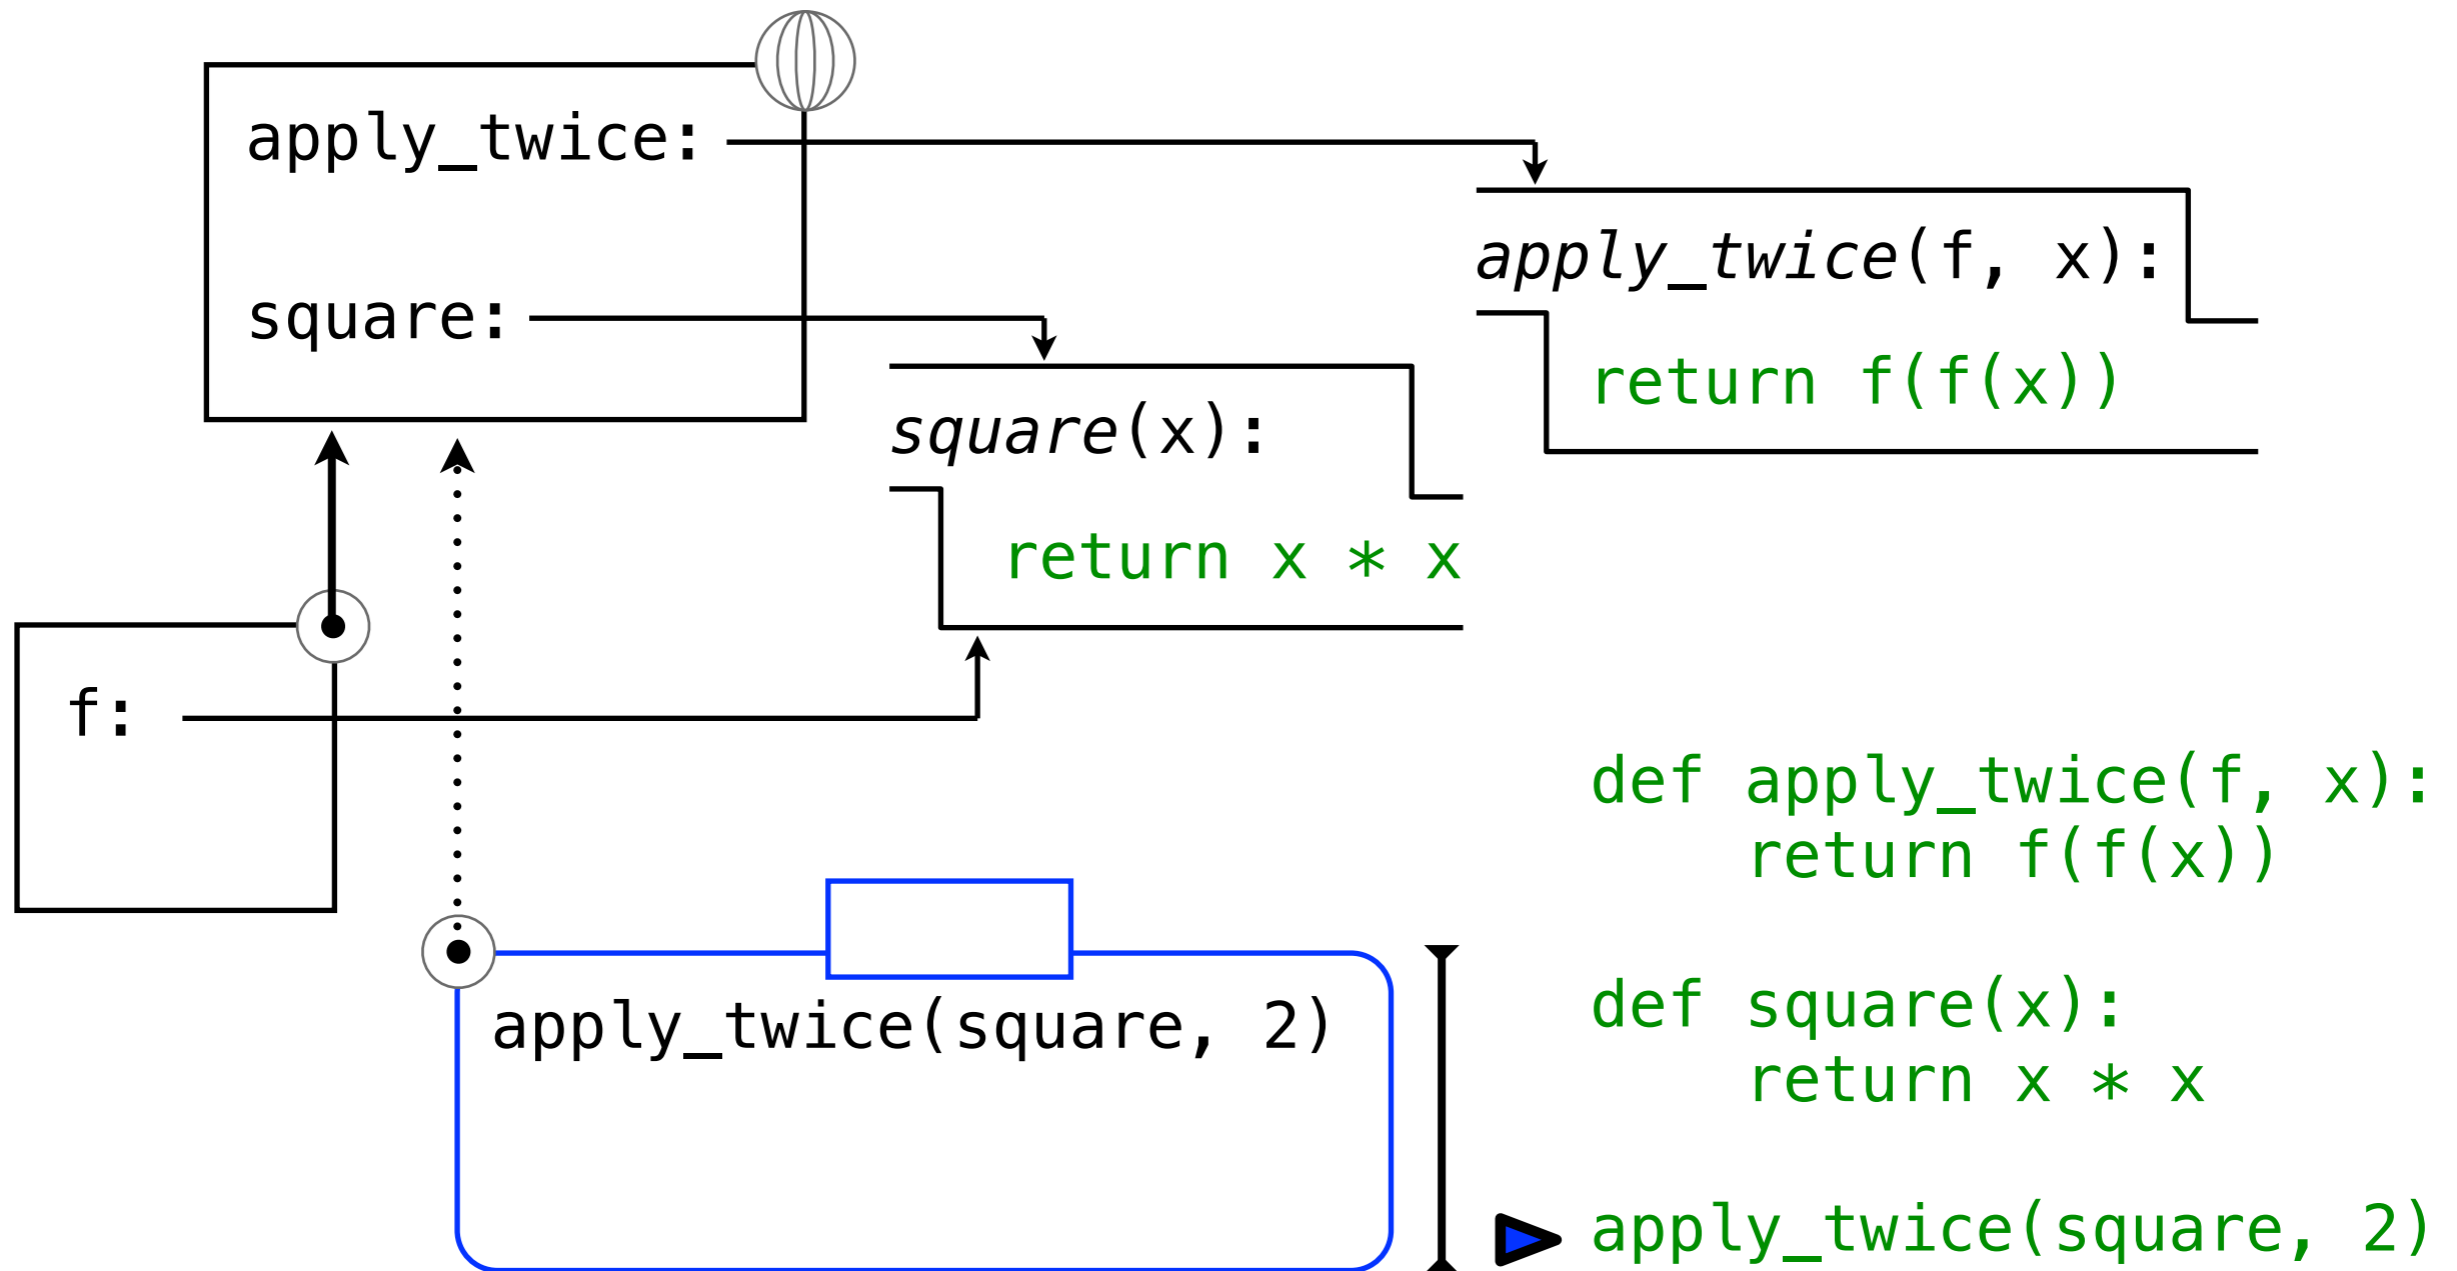 apply_twice:
square:
apply_twice(f, x):
return f(f(x))
square(x):
return x * x
f:
apply_twice(square, 2)
def apply_twice(f, x):
return f(f(x))
def square(x):
return x * x
apply_twice(square, 2)